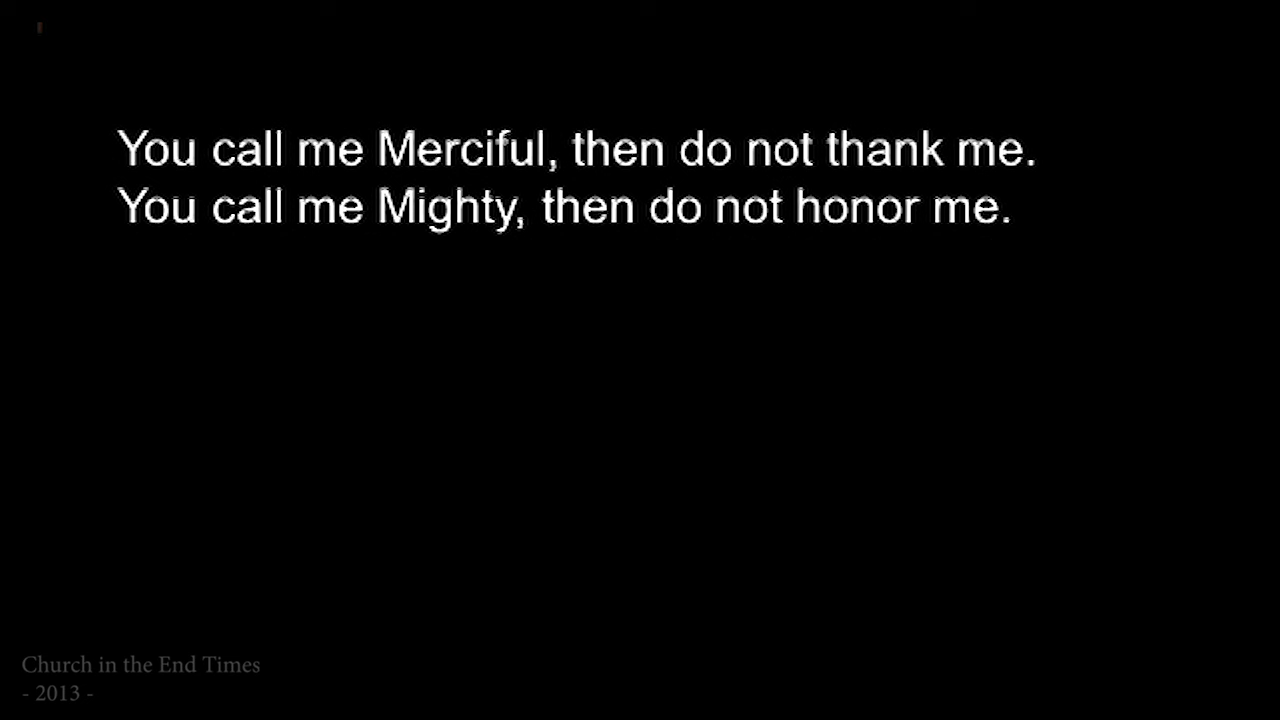 You call me Merciful, then do not thank me.
You call me Mighty, then do not honor me.
Church in the End Times
- 2013 -